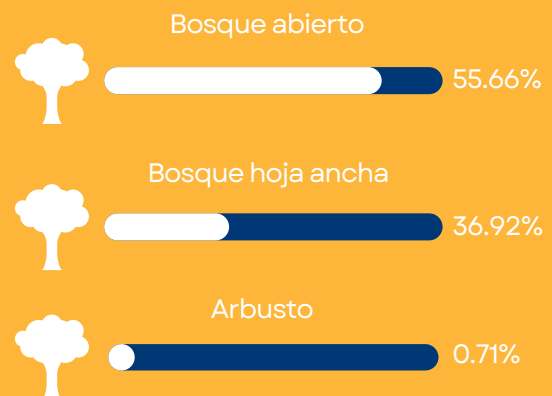 Bosque abierto
55.66%
Bosque hoja ancha
36.92%
Arbusto
0.71%